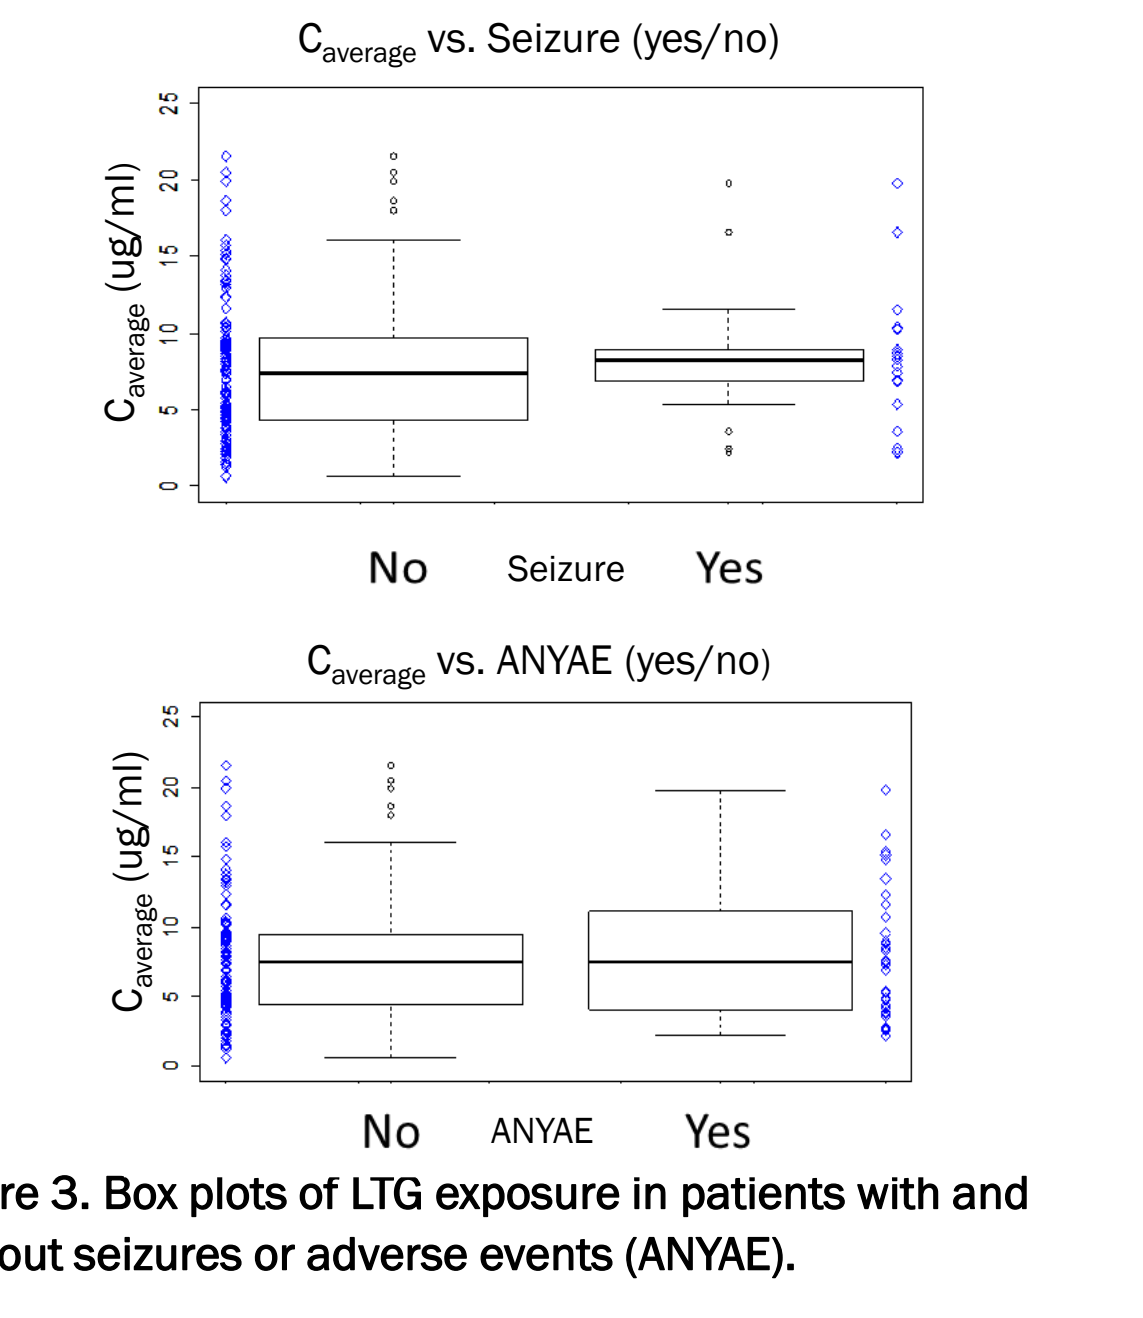 Caverage vs. Seizure (yes/no)
25
20
15
10
5
0
Caverage (ug/ml)
No Seizure Yes
Caverage vs. ANYAE (yes/no)
25
20
15
10
5
0
Caverage (ug/ml)
No ANYAE Yes
re 3. Box plots of LTG exposure in patients with and
out seizures or adverse events (ANYAE).